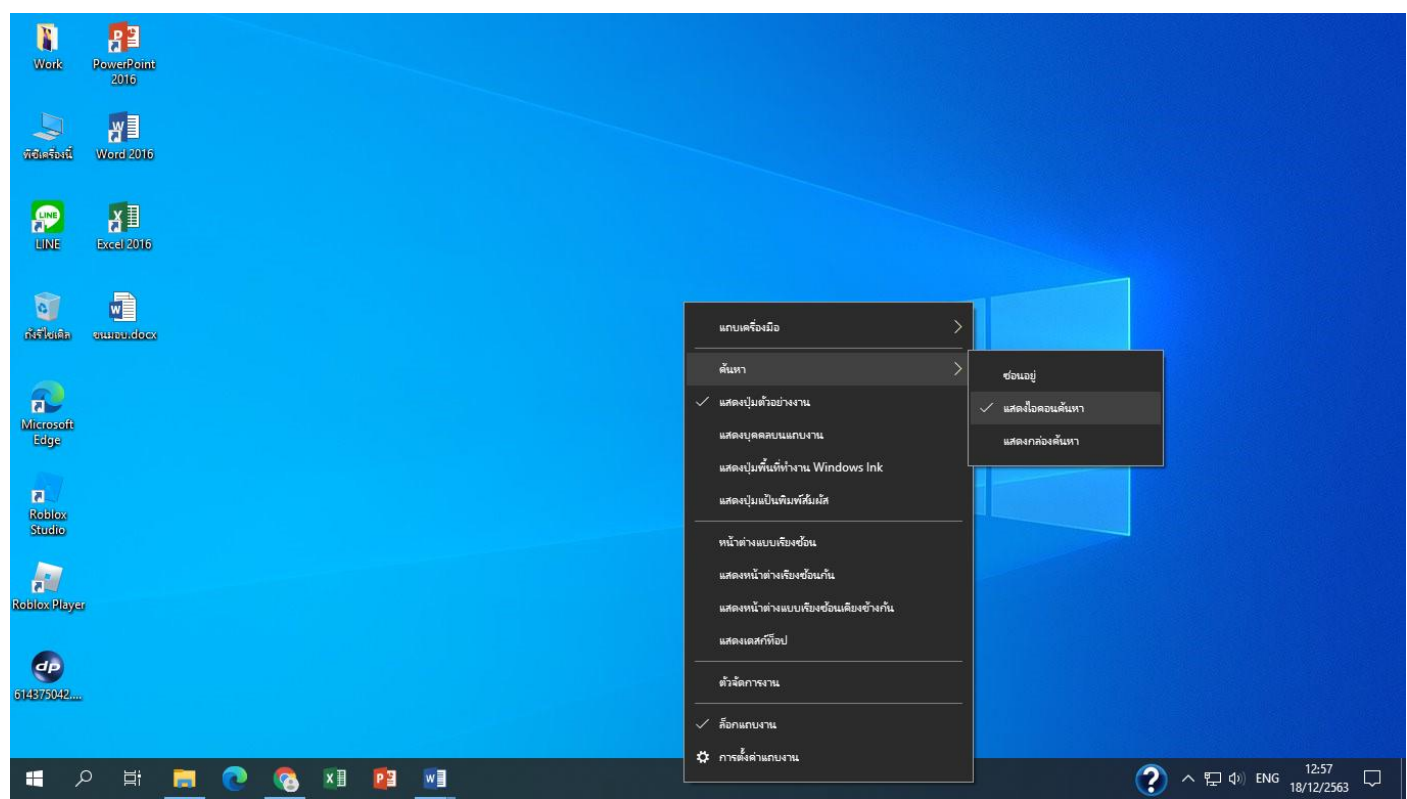 Work
PowerPoint
2016
พีซีเครื่องนี้
Word 2016
LINE
LINE
Excel 2016
ถังรีไซเคิล
ขนมอบ.docx
Microsoft
Edge
Roblox
Studio
Roblox Player
dp
614375042....
แถบเครื่องมือ
ค้นหา
แสดงปุ่มตัวอย่างงาน
แสดงบุคคลบนแถบงาน
แสดงปุ่มพื้นที่ทำงาน Windows Ink
แสดงปุ่มแป้นพิมพ์สัมผัส
หน้าต่างแบบเรียงซ้อน
แสดงหน้าต่างเรียงซ้อนกัน
แสดงหน้าต่างแบบเรียงซ้อนเคียงข้างกัน
แสดงเดสก์ท็อป
ตัวจัดการงาน
ล็อกแถบงาน
การตั้งค่าแถบงาน
ซ่อนอยู่
แสดงไอคอนค้นหา
แสดงกล่องค้นหา
ENG
12:57
18/12/2563